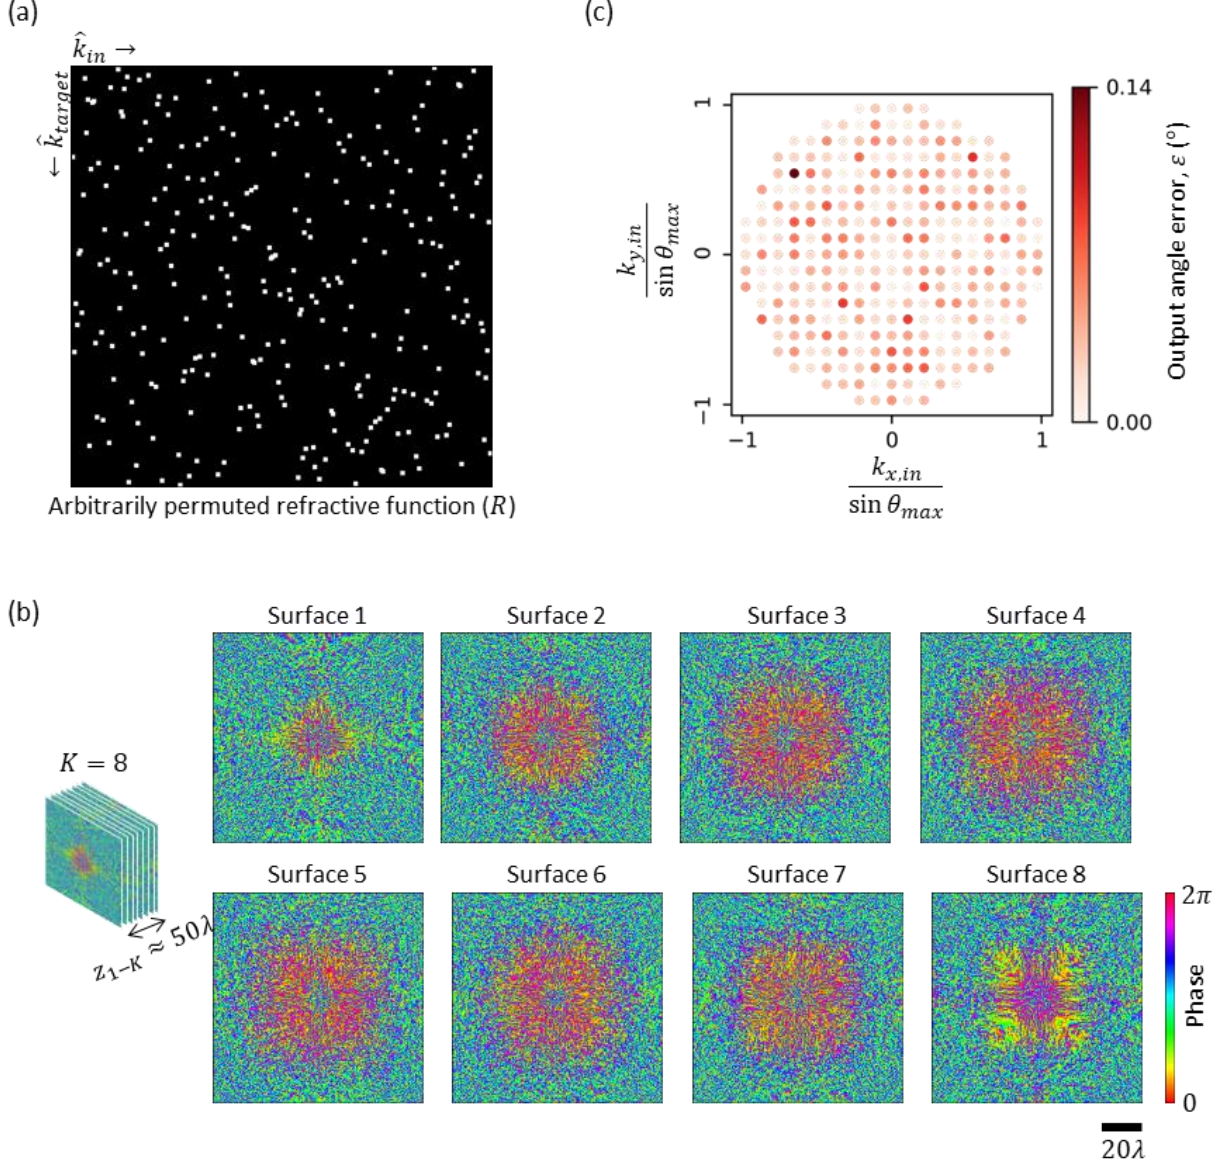 (a)
k̂_in →
← k̂_target
Arbitrarily permuted refractive function (R)
(c)
1
0
−1
k_y,in
sin θ_max
−1
0
1
k_x,in
sin θ_max
0.14
0.00
Output angle error, ε (°)
(b)
Surface 1
Surface 2
Surface 3
Surface 4
K = 8
z_1−K ≈ 50λ
Surface 5
Surface 6
Surface 7
Surface 8
2π
0
Phase
20λ